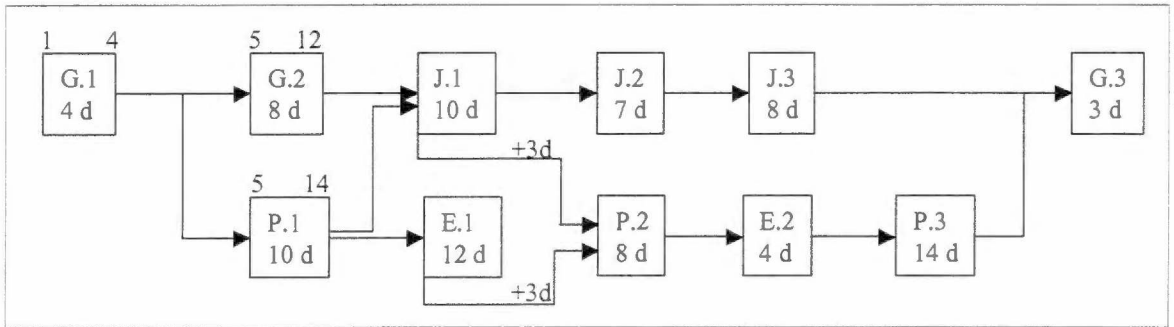 1 4
G.1
4 d
5 12
G.2
8 d
J.1
10 d
J.2
7 d
J.3
8 d
G.3
3 d
+3d
5 14
P.1
10 d
E.1
12 d
P.2
8 d
E.2
4 d
P.3
14 d
+3d